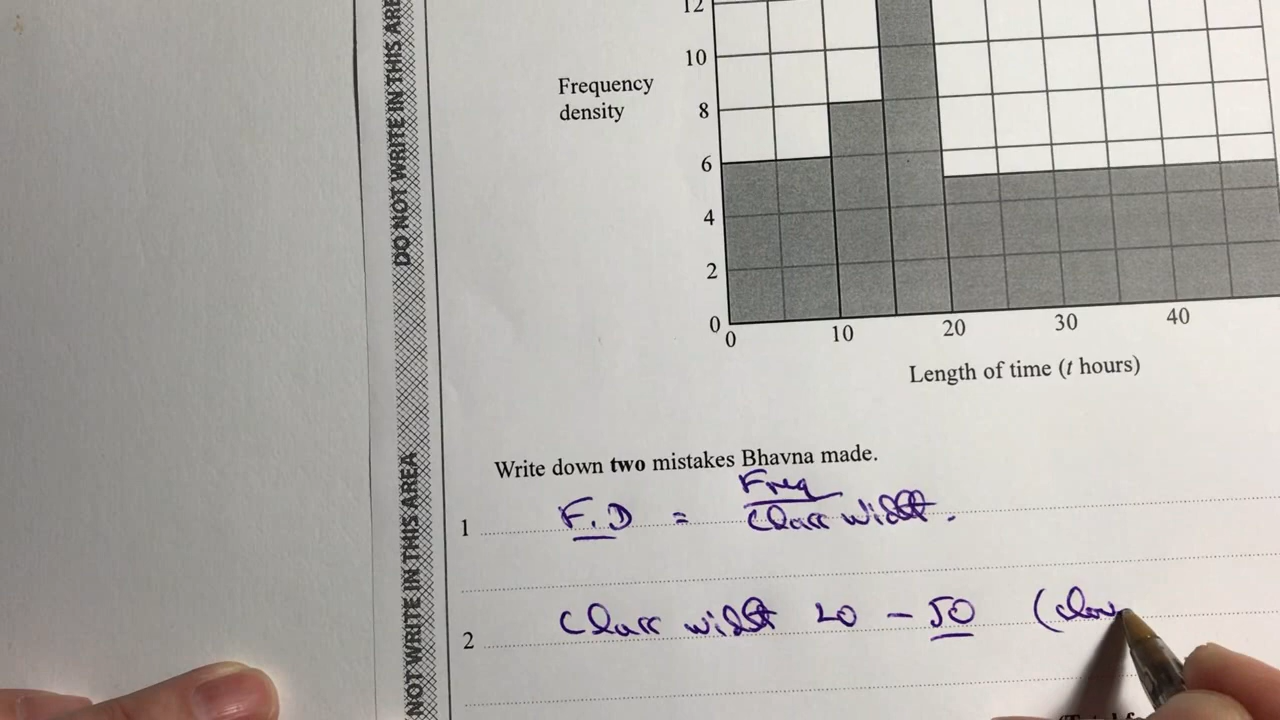 12
DO NOT WRITE IN THIS ARE
10
Frequency
density
8
6
4
2
0
0 10 20 30 40
Length of time (t hours)
NOT WRITE IN THIS AREA
Write down two mistakes Bhavna made.
Freq
1 F.D = Class width.
2 Class width 20 – 50 (